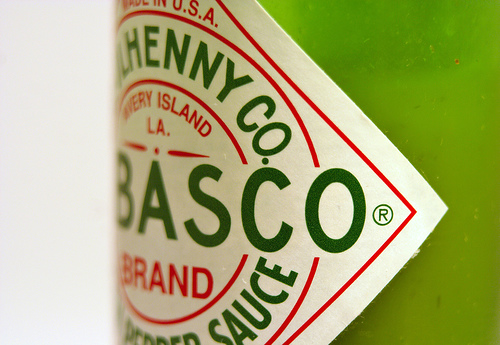 MADE IN U.S.A.
LHENNY CO.
VERY ISLAND
LA.
BASCO®
BRAND
PEPPER SAUCE